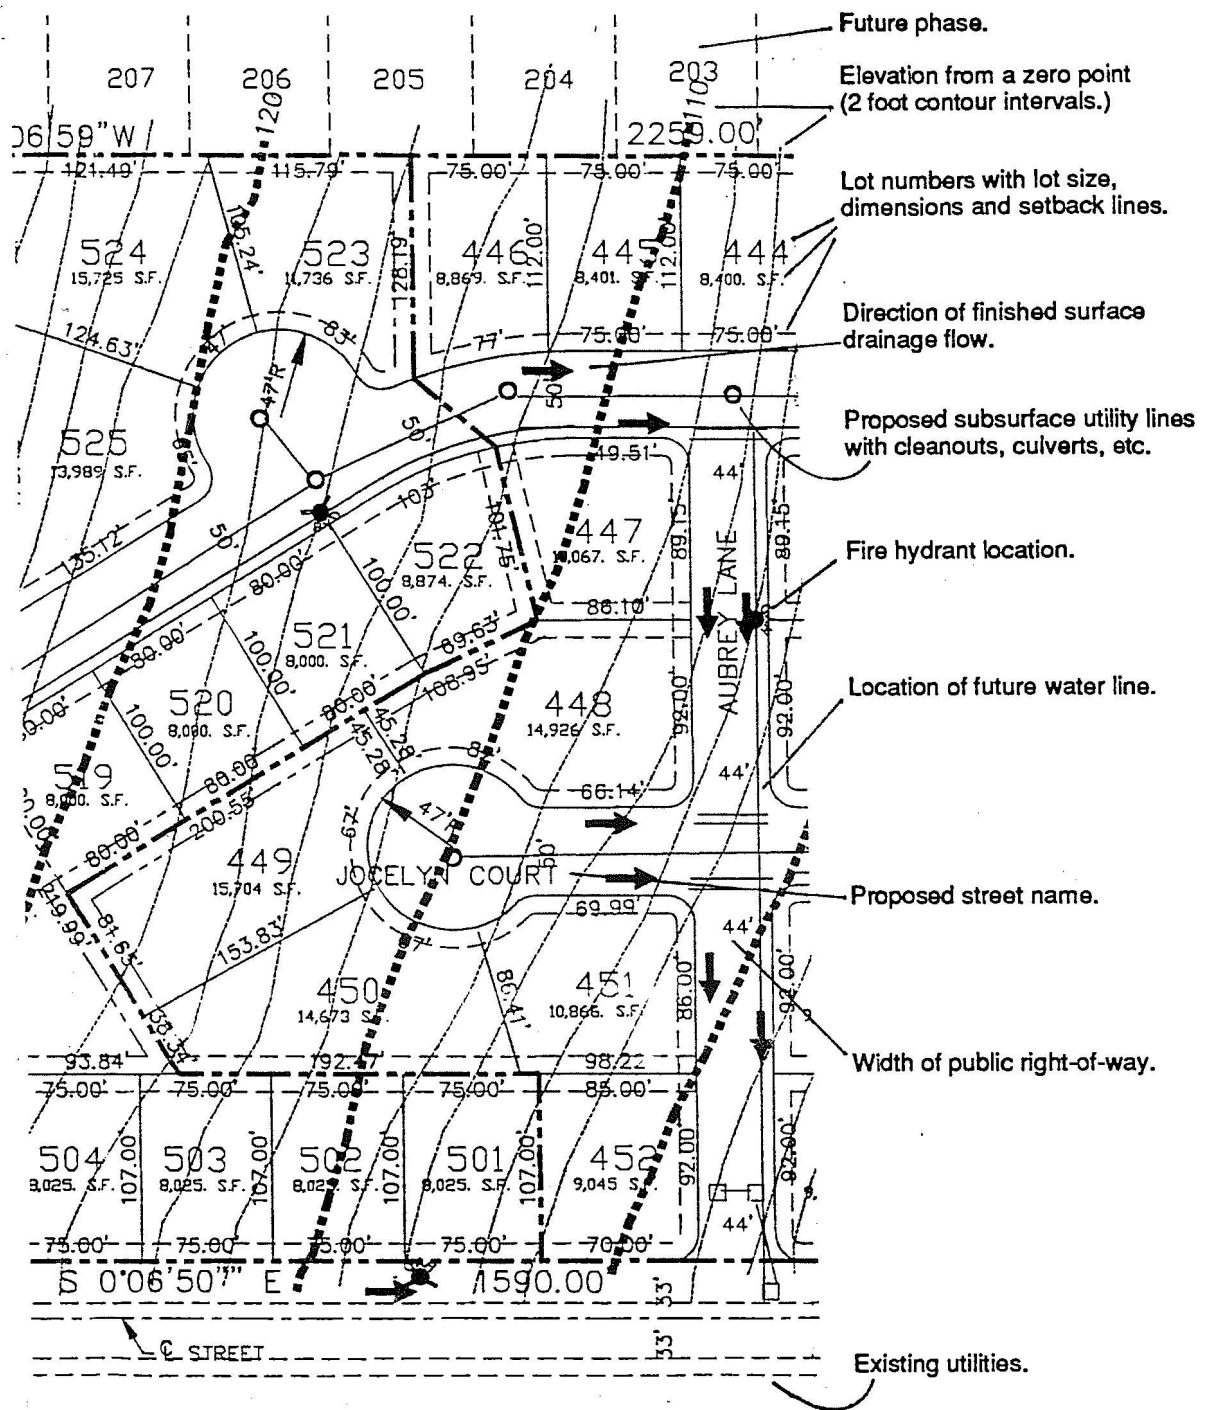 Future phase.
207 206 205 204 203
Elevation from a zero point
(2 foot contour intervals.)
120
110
06'59"W
2259.00'
121.49' 115.79' 75.00' 75.00' 75.00'
Lot numbers with lot size,
dimensions and setback lines.
105.24'
128.19'
112.00'
112.00'
524 523 446 444
15,725 S.F. 11,736 S.F. 8,869. S.F. 8,401. S.F. 8,400. S.F.
Direction of finished surface
drainage flow.
124.63'
47'
83'
77'
75.00' 75.00'
47'R
50'
50'
Proposed subsurface utility lines
with cleanouts, culverts, etc.
525
13,989. S.F.
49.51'
44'
103'
135.12'
50'
80.00'
101.75'
447
522
8,874. S.F.
89.15'
89.15'
Fire hydrant location.
100.00'
86.10'
AUBREY LANE
521
8,000. S.F.
89.63'
108.95'
80.00'
100.00'
80.00'
Location of future water line.
520
8,000. S.F.
448
14,926 S.F.
92.00'
92.00'
45.28'
45.28'
100.00'
519
80.00'
44'
66.14'
200.55'
80.00'
67'
47'R
449
15,704 S.F.
JOCELYN COURT
Proposed street name.
219.99'
81.65'
69.99'
44'
153.83'
450
14,673 S.F.
451
10,866. S.F.
86.41'
86.00'
92.00'
38.34'
Width of public right-of-way.
93.84' 98.22
75.00' 75.00' 75.00' 75.00' 85.00'
504 503 502 501 452
8,025. S.F. 8,025. S.F. 8,025. S.F. 9,045 S.F.
107.00' 107.00' 107.00' 107.00' 92.00' 92.00'
44'
75.00' 75.00' 75.00' 75.00' 70.00'
S 0°06'50"" E 1590.00
33'
33'
℄ STREET
Existing utilities.